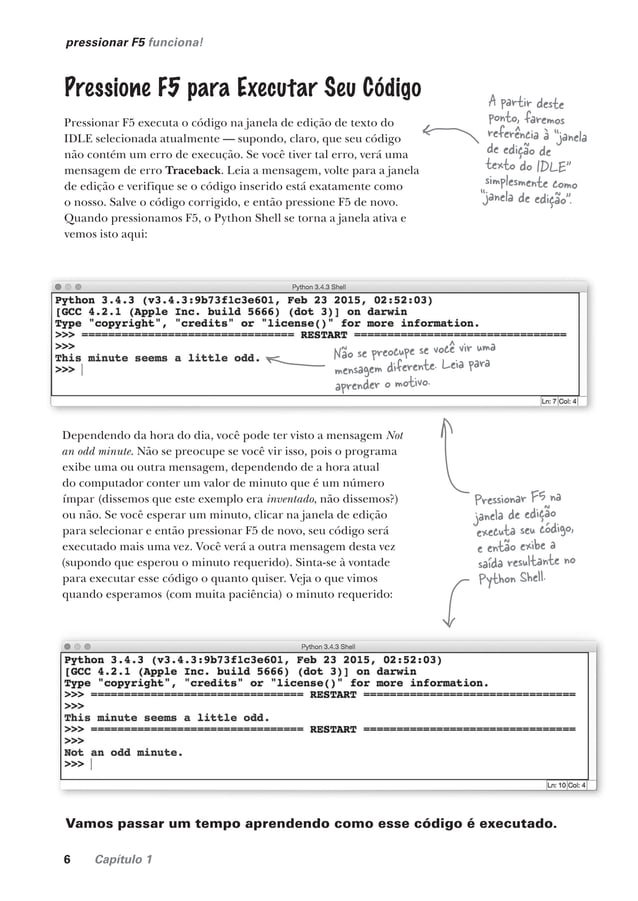 pressionar F5 funciona!
Pressione F5 para Executar Seu Código
Pressionar F5 executa o código na janela de edição de texto do
IDLE selecionada atualmente — supondo, claro, que seu código
não contém um erro de execução. Se você tiver tal erro, verá uma
mensagem de erro Traceback. Leia a mensagem, volte para a janela
de edição e verifique se o código inserido está exatamente como
o nosso. Salve o código corrigido, e então pressione F5 de novo.
Quando pressionamos F5, o Python Shell se torna a janela ativa e
vemos isto aqui:
A partir deste
ponto, faremos
referência à "janela
de edição de
texto do IDLE"
simplesmente como
"janela de edição".
Python 3.4.3 Shell
Python 3.4.3 (v3.4.3:9b73f1c3e601, Feb 23 2015, 02:52:03)
[GCC 4.2.1 (Apple Inc. build 5666) (dot 3)] on darwin
Type "copyright", "credits" or "license()" for more information.
>>> ================================ RESTART ================================
>>>
This minute seems a little odd.
>>>
Não se preocupe se você vir uma
mensagem diferente. Leia para
aprender o motivo.
Ln: 7 Col: 4
Dependendo da hora do dia, você pode ter visto a mensagem Not
an odd minute. Não se preocupe se você vir isso, pois o programa
exibe uma ou outra mensagem, dependendo de a hora atual
do computador conter um valor de minuto que é um número
ímpar (dissemos que este exemplo era inventado, não dissemos?)
ou não. Se você esperar um minuto, clicar na janela de edição
para selecionar e então pressionar F5 de novo, seu código será
executado mais uma vez. Você verá a outra mensagem desta vez
(supondo que esperou o minuto requerido). Sinta-se à vontade
para executar esse código o quanto quiser. Veja o que vimos
quando esperamos (com muita paciência) o minuto requerido:
Pressionar F5 na
janela de edição
executa seu código,
e então exibe a
saída resultante no
Python Shell.
Python 3.4.3 Shell
Python 3.4.3 (v3.4.3:9b73f1c3e601, Feb 23 2015, 02:52:03)
[GCC 4.2.1 (Apple Inc. build 5666) (dot 3)] on darwin
Type "copyright", "credits" or "license()" for more information.
>>> ================================ RESTART ================================
>>>
This minute seems a little odd.
>>> ================================ RESTART ================================
>>>
Not an odd minute.
>>>
Ln: 10 Col: 4
Vamos passar um tempo aprendendo como esse código é executado.
6 Capítulo 1